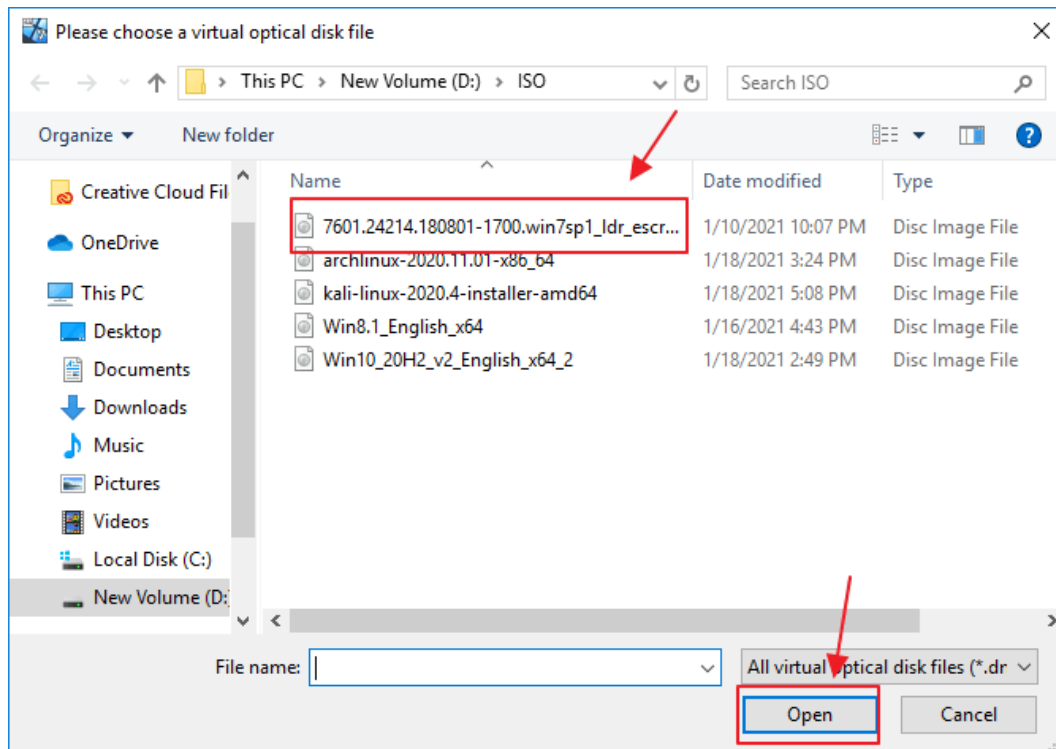 Please choose a virtual optical disk file
This PC > New Volume (D:) > ISO
Search ISO
Organize
New folder
Name
Date modified
Type
7601.24214.180801-1700.win7sp1_ldr_escr...
1/10/2021 10:07 PM
Disc Image File
archlinux-2020.11.01-x86_64
1/18/2021 3:24 PM
Disc Image File
kali-linux-2020.4-installer-amd64
1/18/2021 5:08 PM
Disc Image File
Win8.1_English_x64
1/16/2021 4:43 PM
Disc Image File
Win10_20H2_v2_English_x64_2
1/18/2021 2:49 PM
Disc Image File
Creative Cloud Fil
OneDrive
This PC
Desktop
Documents
Downloads
Music
Pictures
Videos
Local Disk (C:)
New Volume (D:
File name:
All virtual optical disk files (*.dr
Open
Cancel